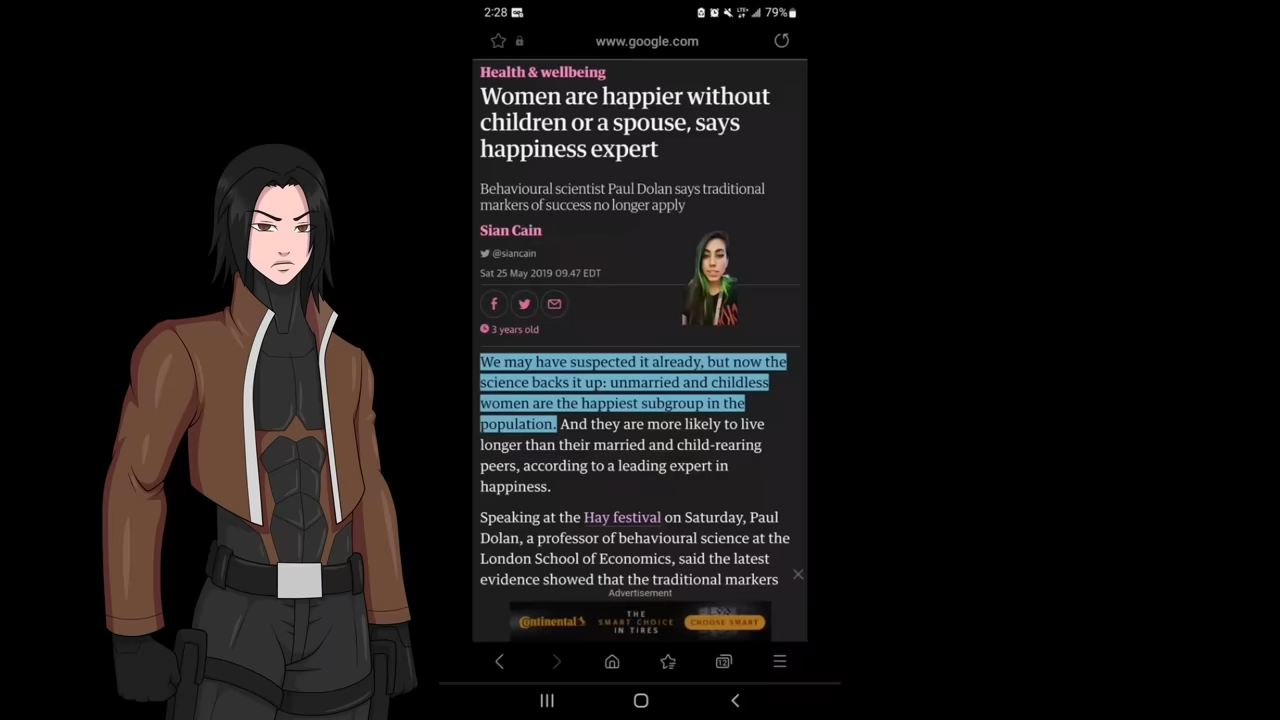 2:28
LTE+
79%
www.google.com
Health & wellbeing
Women are happier without
children or a spouse, says
happiness expert
Behavioural scientist Paul Dolan says traditional
markers of success no longer apply
Sian Cain
@siancain
Sat 25 May 2019 09.47 EDT
3 years old
We may have suspected it already, but now the
science backs it up: unmarried and childless
women are the happiest subgroup in the
population. And they are more likely to live
longer than their married and child-rearing
peers, according to a leading expert in
happiness.
Speaking at the Hay festival on Saturday, Paul
Dolan, a professor of behavioural science at the
London School of Economics, said the latest
evidence showed that the traditional markers
Advertisement
Continental
THE
SMART CHOICE
IN TIRES
CHOOSE SMART
12